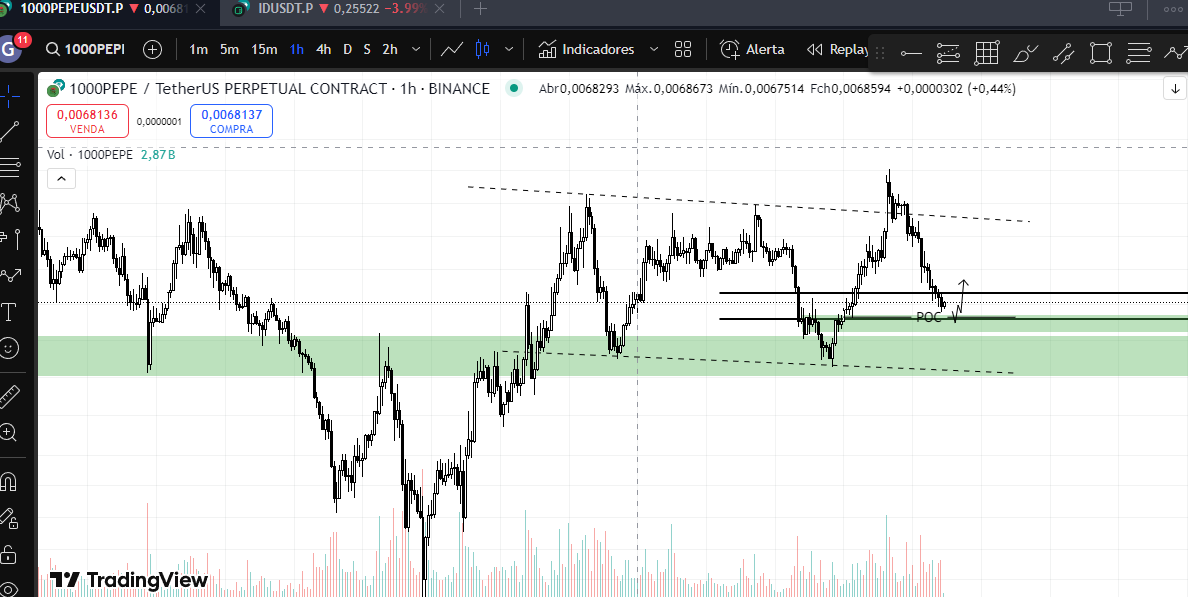 1000PEPEUSDT.P ▼ 0,00681 × IDUSDT.P ▼ 0,25522 −3.99%
G 11 1000PEPI 1m 5m 15m 1h 4h D S 2h Indicadores Alerta Replay
1000PEPE / TetherUS PERPETUAL CONTRACT · 1h · BINANCE Abr0,0068293 Máx.0,0068673 Mín.0,0067514 Fch0,0068594 +0,0000302 (+0,44%)
0,0068136 0,0000001 0,0068137
VENDA COMPRA
Vol · 1000PEPE 2,87B
POC
TradingView